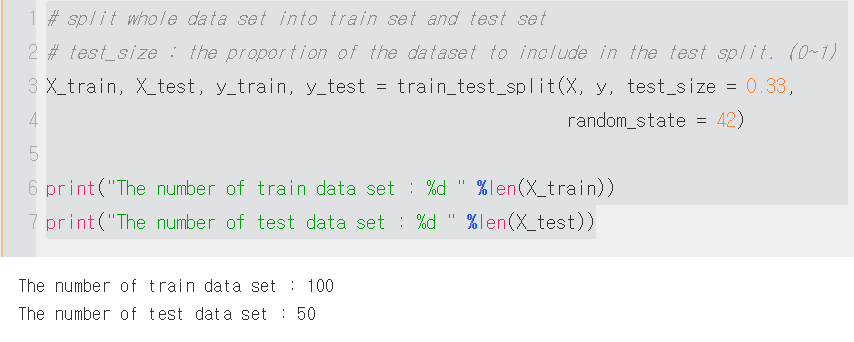 1 # split whole data set into train set and test set
2 # test_size : the proportion of the dataset to include in the test split. (0~1)
3 X_train, X_test, y_train, y_test = train_test_split(X, y, test_size = 0.33,
4 random_state = 42)
5
6 print("The number of train data set : %d " %len(X_train))
7 print("The number of test data set : %d " %len(X_test))
The number of train data set : 100
The number of test data set : 50